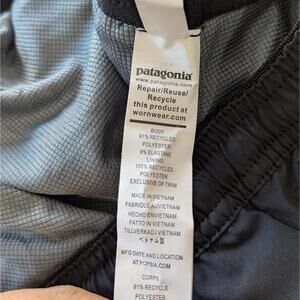 patagonia
www.patagonia.com
Repair/Reuse/
Recycle
this product at
wornwear.com
BODY
91% RECYCLED
POLYESTER
9% ELASTANE
LINING
100% RECYCLED
POLYESTER
EXCLUSIVE OF TRIM
MADE IN VIETNAM
FABRIQUÉ AU VIETNAM
HECHO EN VIETNAM
FATTO IN VIETNAM
TILLVERKAD I VIETNAM
ベトナム製
MFG DATE AND LOCATION
AT FCPSIA.COM
CORPS
91% RECYCLE
POLYESTER